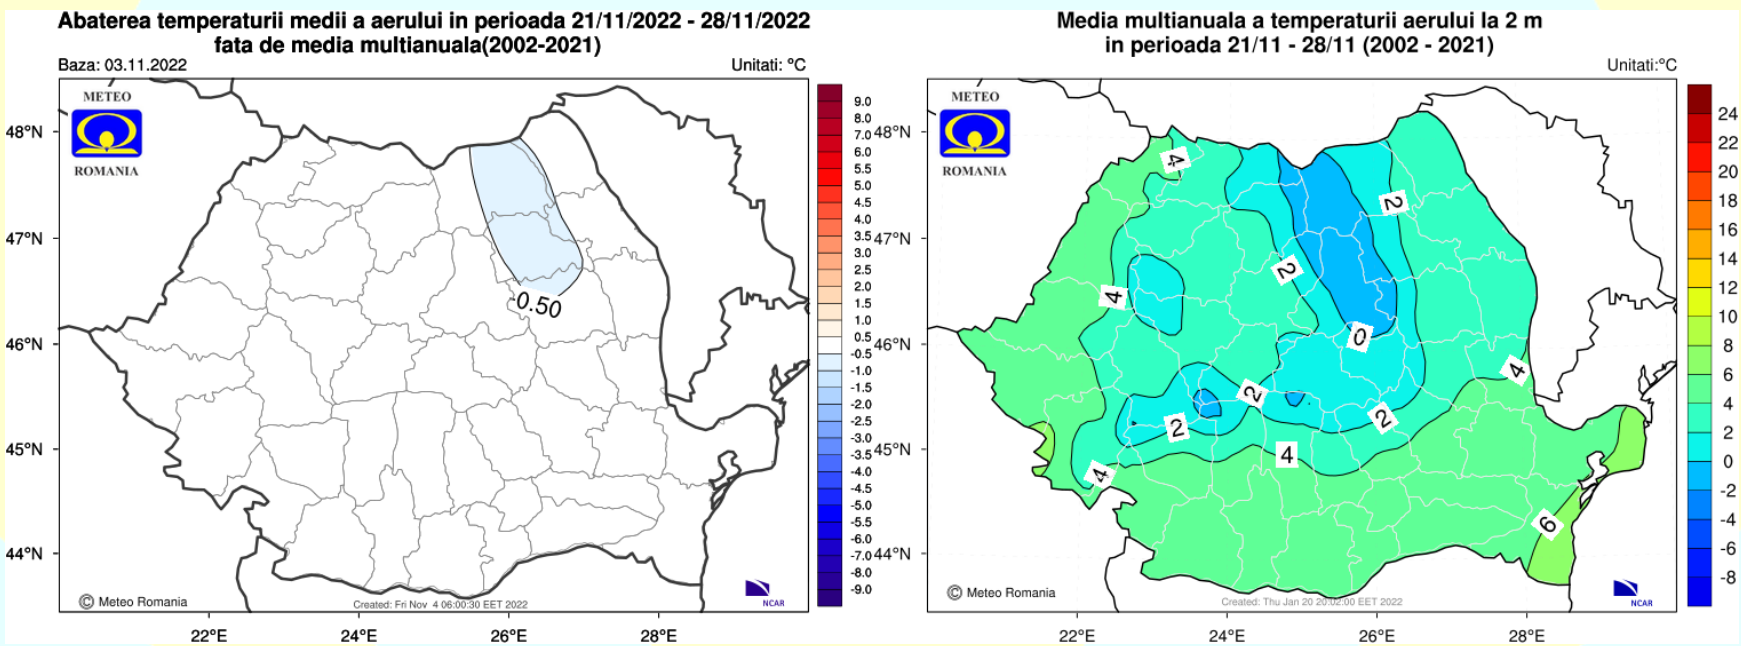 Abaterea temperaturii medii a aerului in perioada 21/11/2022 - 28/11/2022
fata de media multianuala(2002-2021)
Baza: 03.11.2022
Unitati: °C
METEO
ROMANIA
48°N
47°N
46°N
45°N
44°N
-0.50
9.0
8.0
7.0
6.0
5.5
5.0
4.5
4.0
3.5
3.0
2.5
2.0
1.5
1.0
0.5
-0.5
-1.0
-1.5
-2.0
-2.5
-3.0
-3.5
-4.0
-4.5
-5.0
-5.5
-6.0
-7.0
-8.0
-9.0
© Meteo Romania
Created: Fri Nov 4 06:00:30 EET 2022
NCAR
22°E
24°E
26°E
28°E
Media multianuala a temperaturii aerului la 2 m
in perioada 21/11 - 28/11 (2002 - 2021)
Unitati:°C
METEO
ROMANIA
48°N
47°N
46°N
45°N
44°N
4
2
2
4
0
4
2
2
2
4
4
6
24
22
20
18
16
14
12
10
8
6
4
2
0
-2
-4
-6
-8
© Meteo Romania
Created: Thu Jan 20 20:02:00 EET 2022
NCAR
22°E
24°E
26°E
28°E